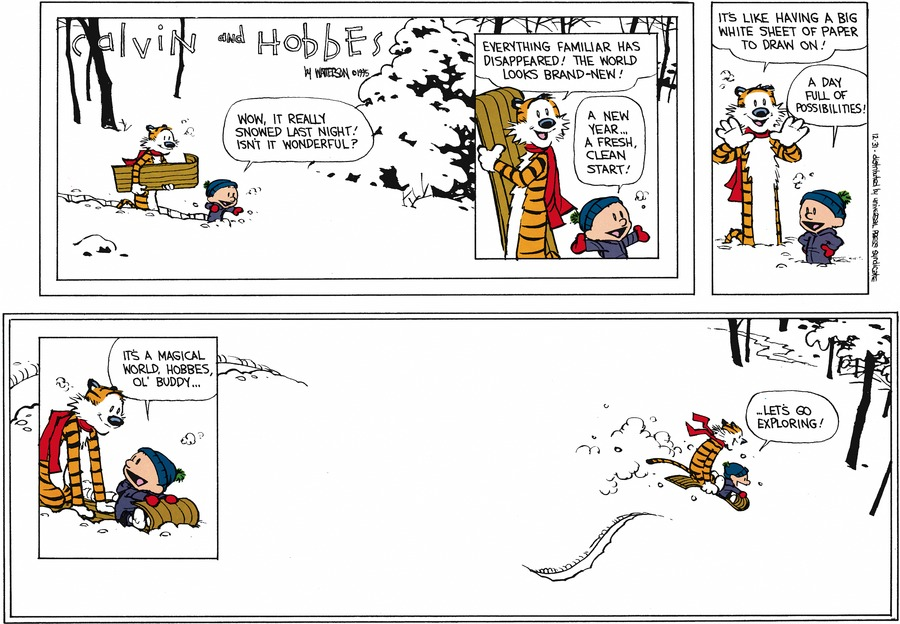 Calvin and Hobbes
by WATTERSON ©1995
WOW, IT REALLY
SNOWED LAST NIGHT!
ISN'T IT WONDERFUL?
EVERYTHING FAMILIAR HAS
DISAPPEARED! THE WORLD
LOOKS BRAND-NEW!
A NEW
YEAR...
A FRESH,
CLEAN
START!
IT'S LIKE HAVING A BIG
WHITE SHEET OF PAPER
TO DRAW ON!
A DAY
FULL OF
POSSIBILITIES!
12·31· distributed by universal press syndicate
IT'S A MAGICAL
WORLD, HOBBES,
OL' BUDDY...
...LET'S GO
EXPLORING!